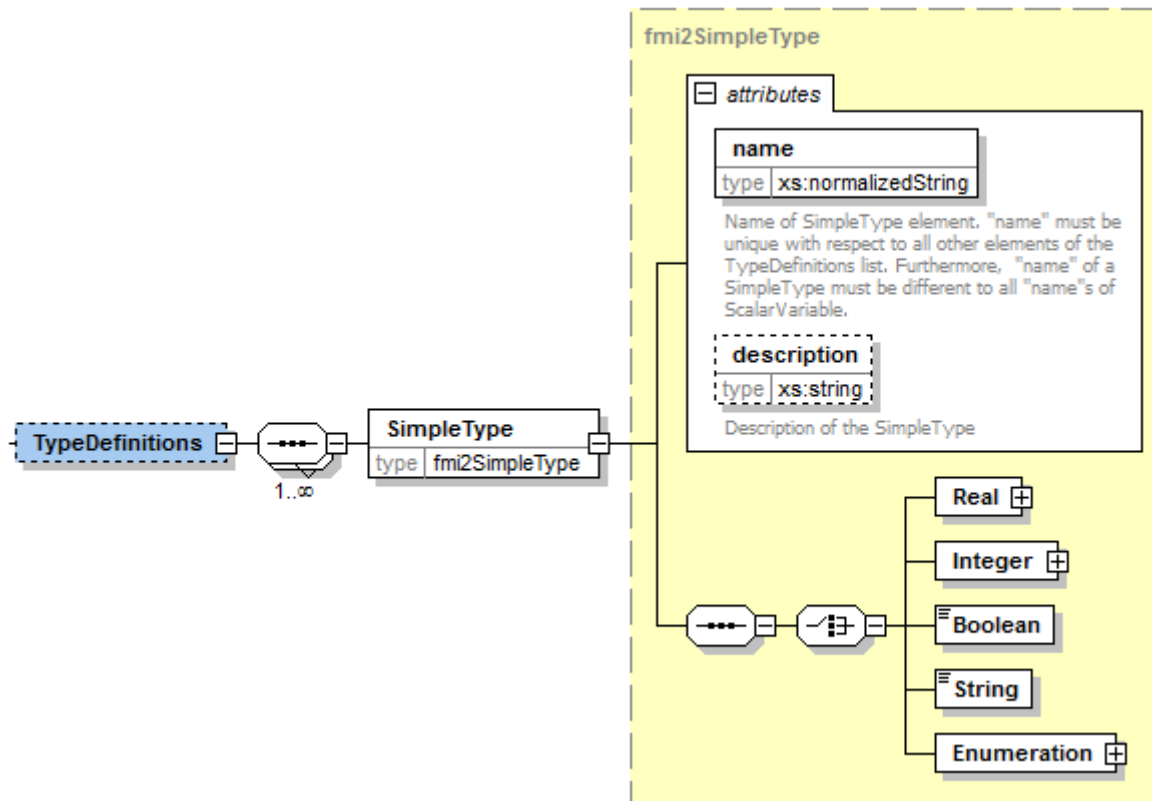 fmi2SimpleType
attributes
name
type xs:normalizedString
Name of SimpleType element. "name" must be
unique with respect to all other elements of the
TypeDefinitions list. Furthermore, "name" of a
SimpleType must be different to all "name"s of
ScalarVariable.
description
type xs:string
Description of the SimpleType
TypeDefinitions
1..∞
SimpleType
type fmi2SimpleType
Real
Integer
Boolean
String
Enumeration